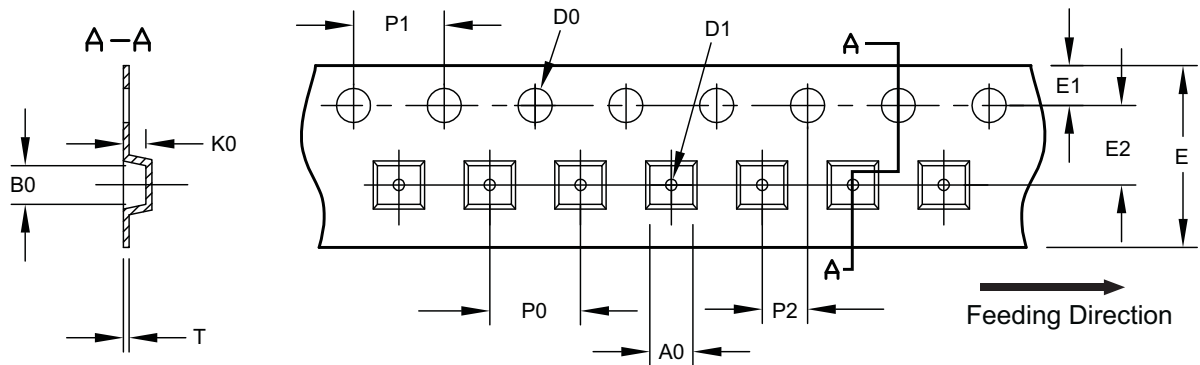 P1
D0
D1
A
A–A
E1
K0
E2
E
B0
A
P0
P2
Feeding Direction
T
A0